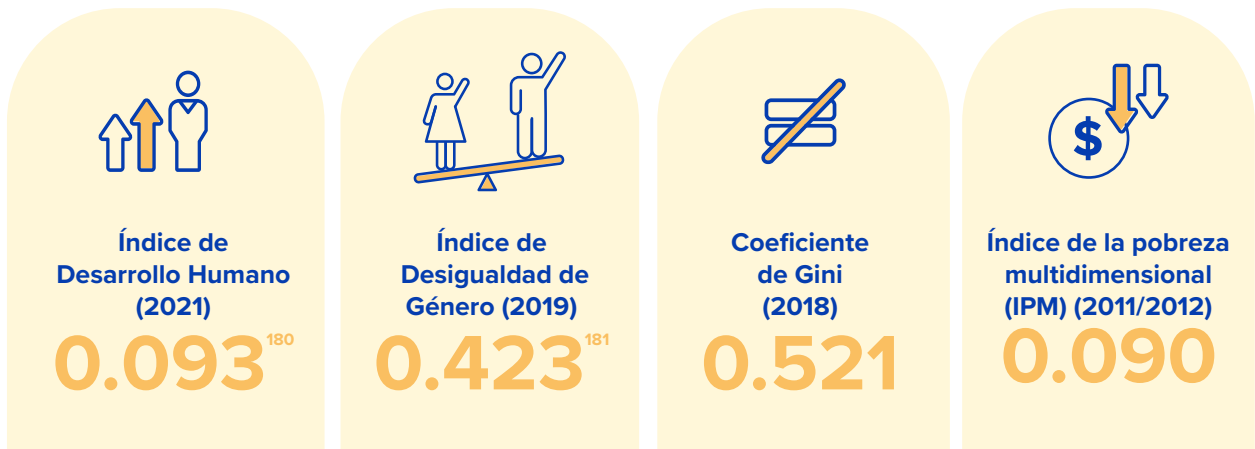 $
Índice de
Desarrollo Humano
(2021)
0.093 180
Índice de
Desigualdad de
Género (2019)
0.423 181
Coeficiente
de Gini
(2018)
0.521
Índice de la pobreza
multidimensional
(IPM) (2011/2012)
0.090